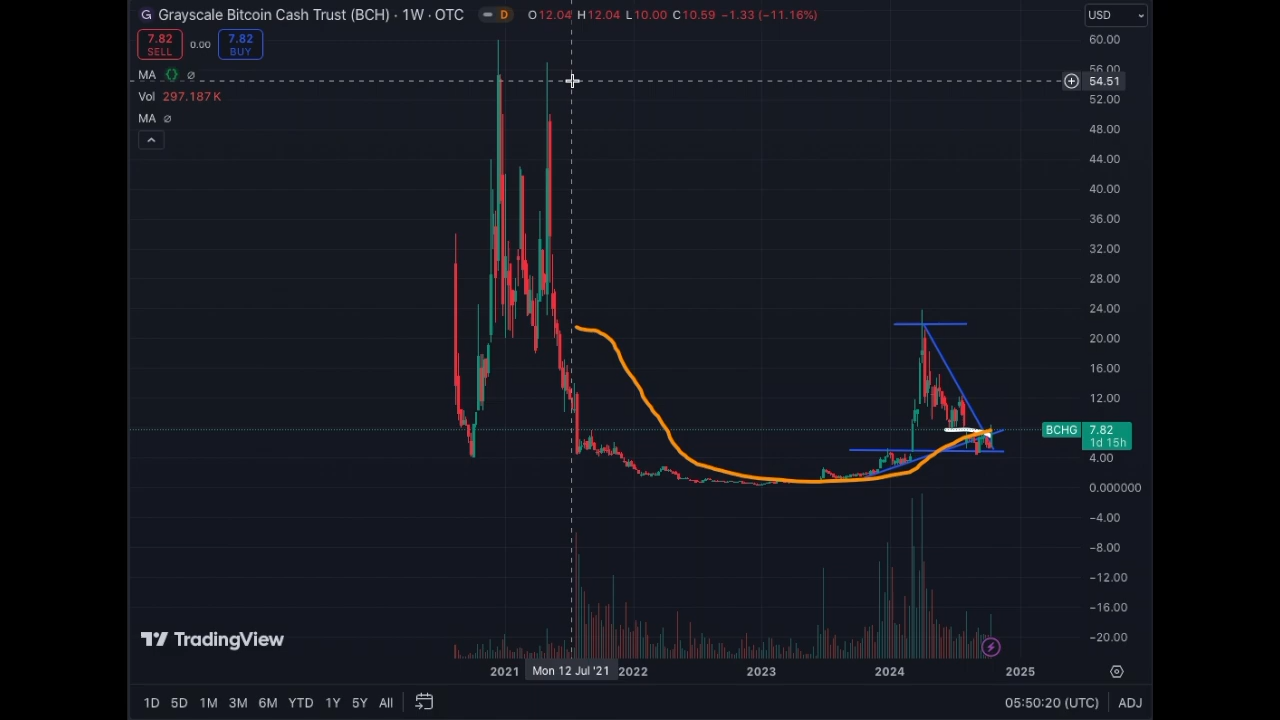 Grayscale Bitcoin Cash Trust (BCH) · 1W · OTC D O12.04 H12.04 L10.00 C10.59 −1.33 (−11.16%)
USD
7.82 SELL 0.00 7.82 BUY
MA
Vol 297.187 K
MA
60.00
56.00
54.51
52.00
48.00
44.00
40.00
36.00
32.00
28.00
24.00
20.00
16.00
12.00
BCHG 7.82
1d 15h
4.00
0.000000
−4.00
−8.00
−12.00
−16.00
−20.00
TradingView
2021 Mon 12 Jul '21 2022 2023 2024 2025
1D 5D 1M 3M 6M YTD 1Y 5Y All 05:50:20 (UTC) ADJ